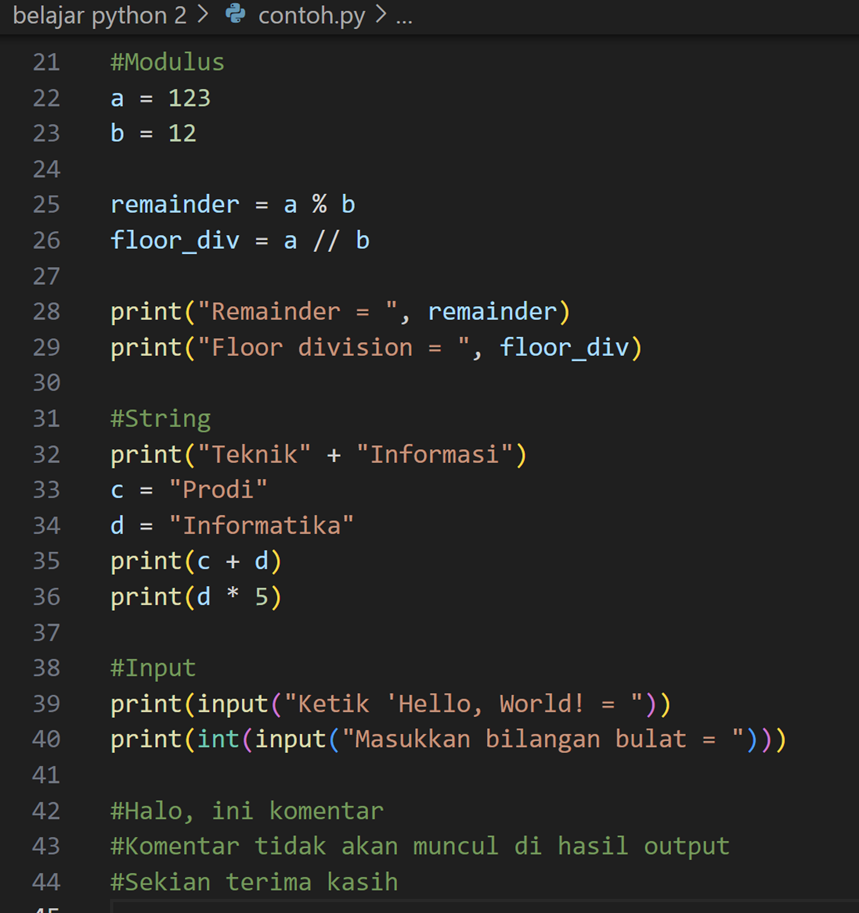 belajar python 2 > contoh.py > ...
21 #Modulus
22 a = 123
23 b = 12
24
25 remainder = a % b
26 floor_div = a // b
27
28 print("Remainder = ", remainder)
29 print("Floor division = ", floor_div)
30
31 #String
32 print("Teknik" + "Informasi")
33 c = "Prodi"
34 d = "Informatika"
35 print(c + d)
36 print(d * 5)
37
38 #Input
39 print(input("Ketik 'Hello, World! = "))
40 print(int(input("Masukkan bilangan bulat = ")))
41
42 #Halo, ini komentar
43 #Komentar tidak akan muncul di hasil output
44 #Sekian terima kasih
45